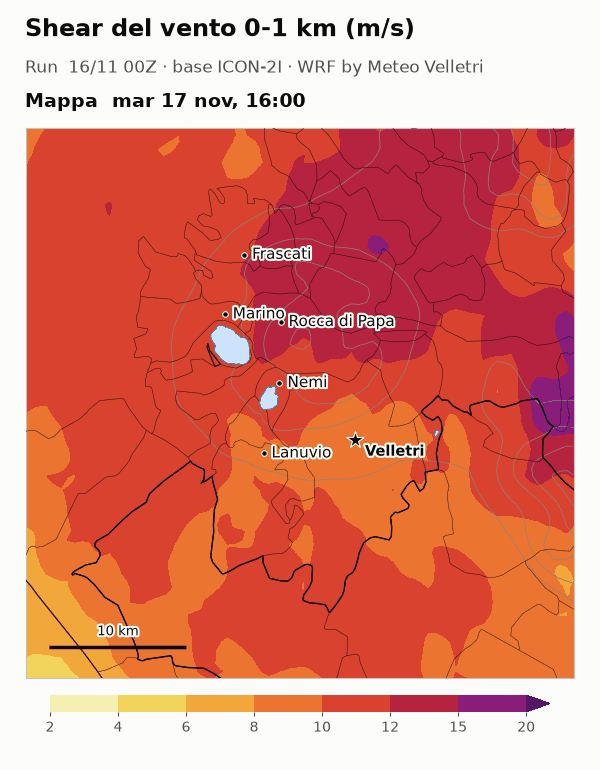 Shear del vento 0-1 km (m/s)
Run  16/11 00Z · base ICON-2I · WRF by Meteo Velletri
Mappa  mar 17 nov, 16:00
Frascati
Marino
Rocca di Papa
Nemi
Velletri
Lanuvio
10 km
2 4 6 8 10 12 15 20